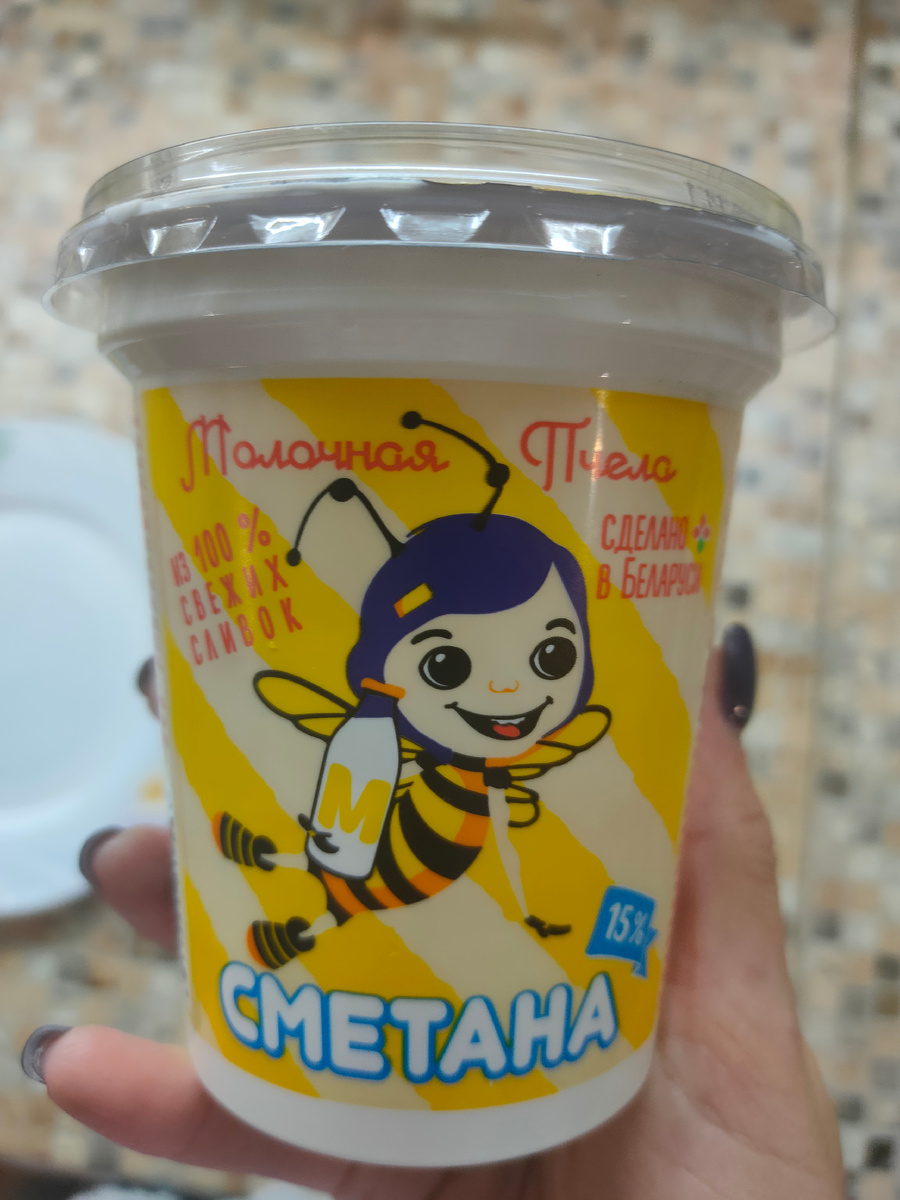 Молочная Пчела
из 100 %
свежих
сливок
Сделано
в Беларуси
М
15%
СМЕТАНА